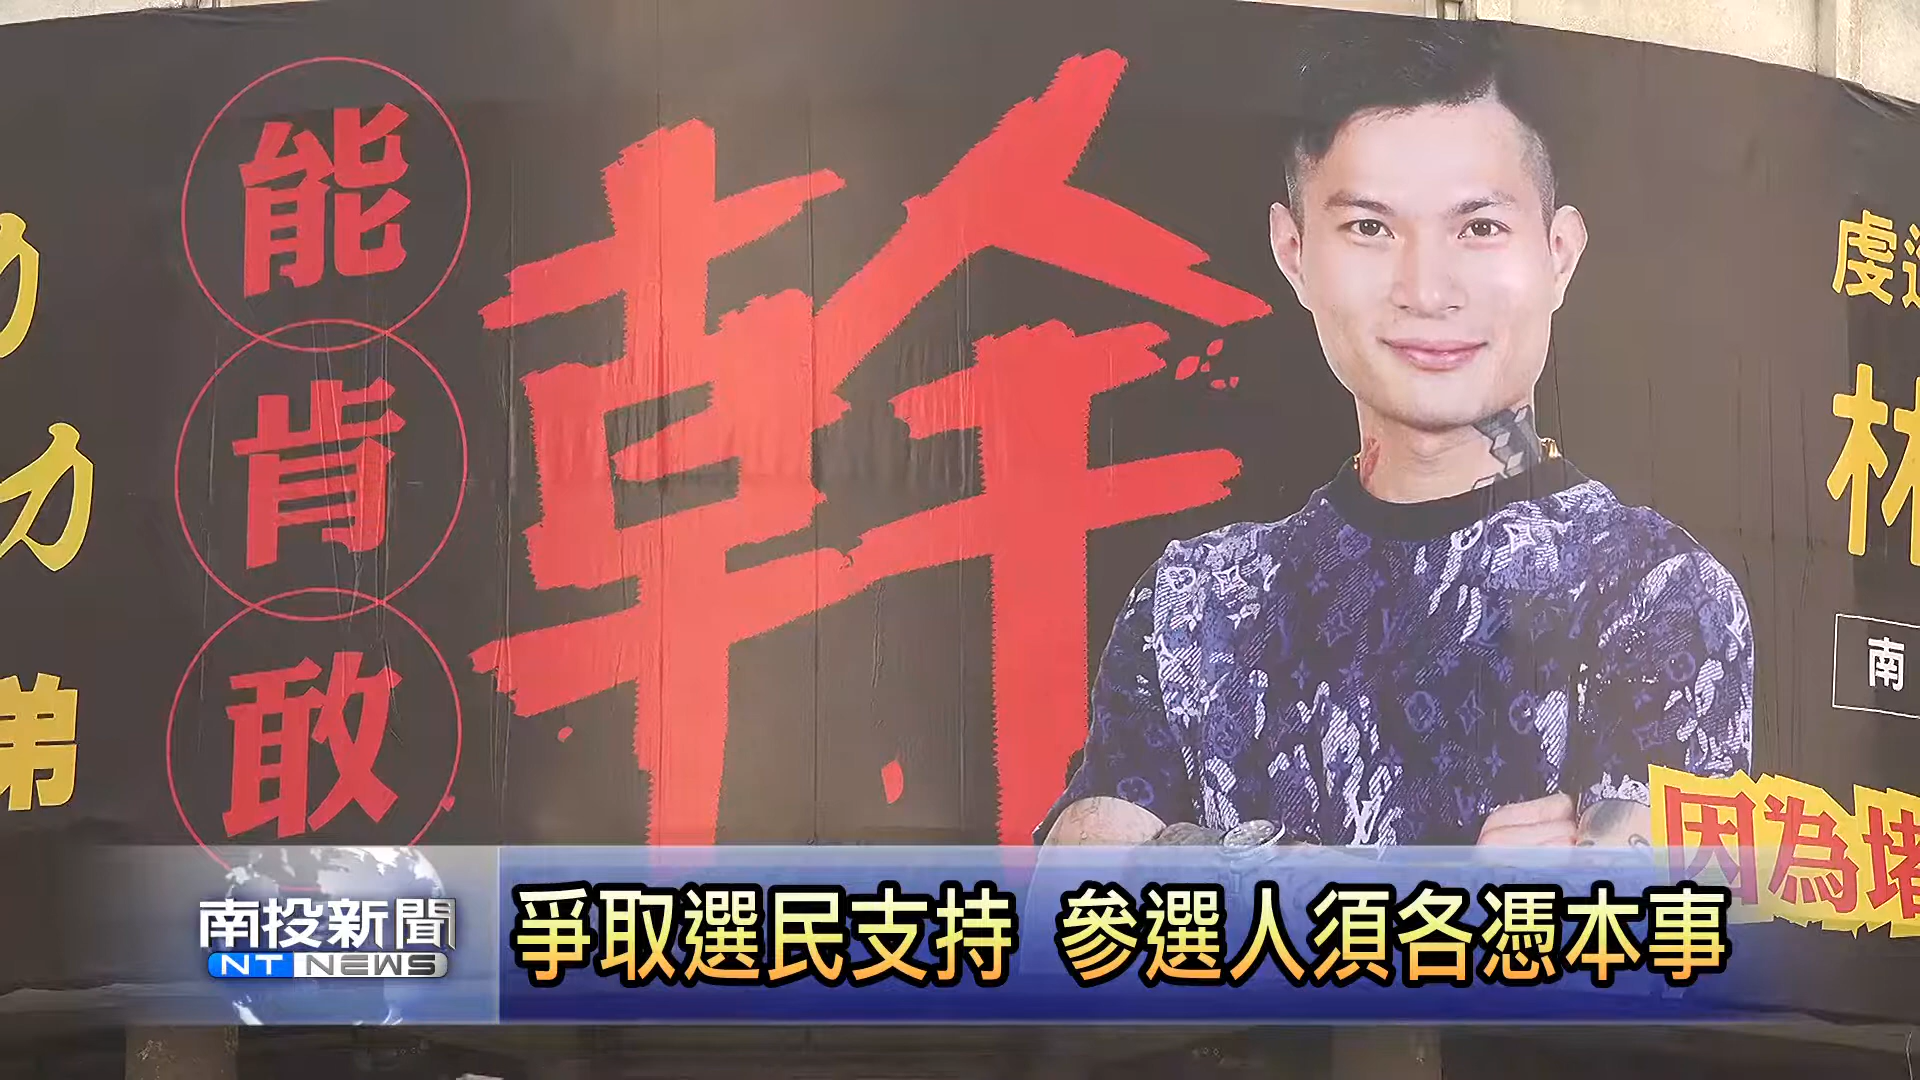 能
肯
敢
幹
力
弟
虔
林
南
因為堵
南投新聞
NT NEWS
爭取選民支持 參選人須各憑本事